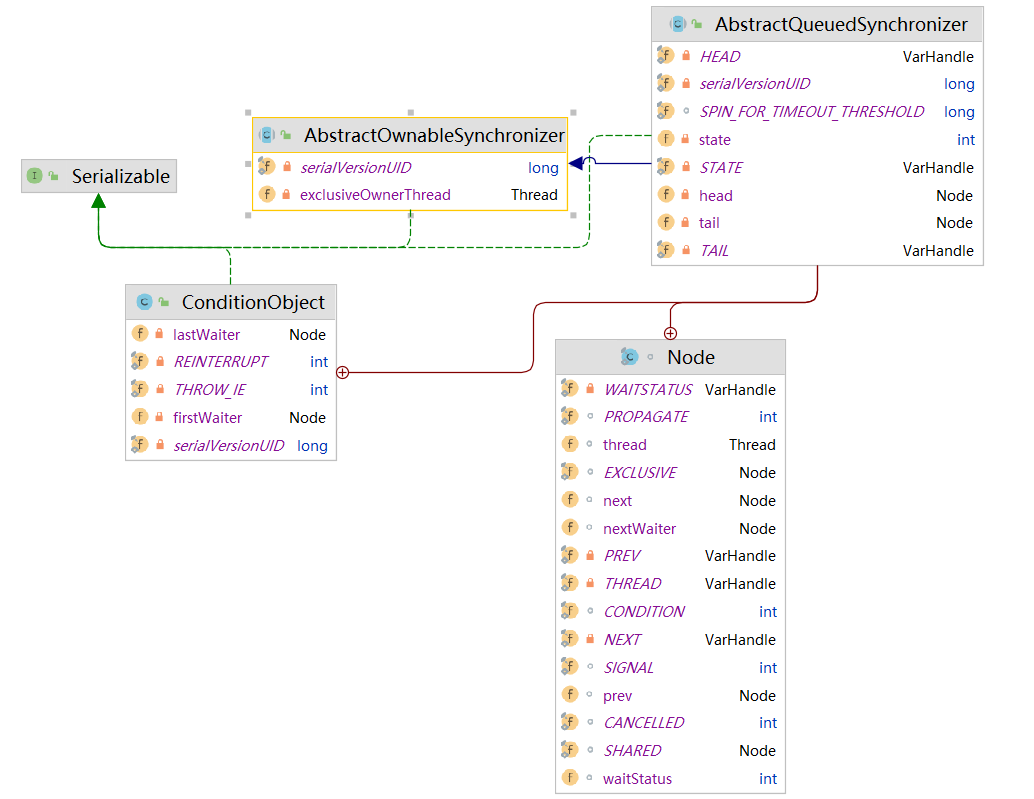 AbstractQueuedSynchronizer
HEAD VarHandle
serialVersionUID long
SPIN_FOR_TIMEOUT_THRESHOLD long
state int
STATE VarHandle
head Node
tail Node
TAIL VarHandle
AbstractOwnableSynchronizer
serialVersionUID long
exclusiveOwnerThread Thread
Serializable
ConditionObject
lastWaiter Node
REINTERRUPT int
THROW_IE int
firstWaiter Node
serialVersionUID long
Node
WAITSTATUS VarHandle
PROPAGATE int
thread Thread
EXCLUSIVE Node
next Node
nextWaiter Node
PREV VarHandle
THREAD VarHandle
CONDITION int
NEXT VarHandle
SIGNAL int
prev Node
CANCELLED int
SHARED Node
waitStatus int